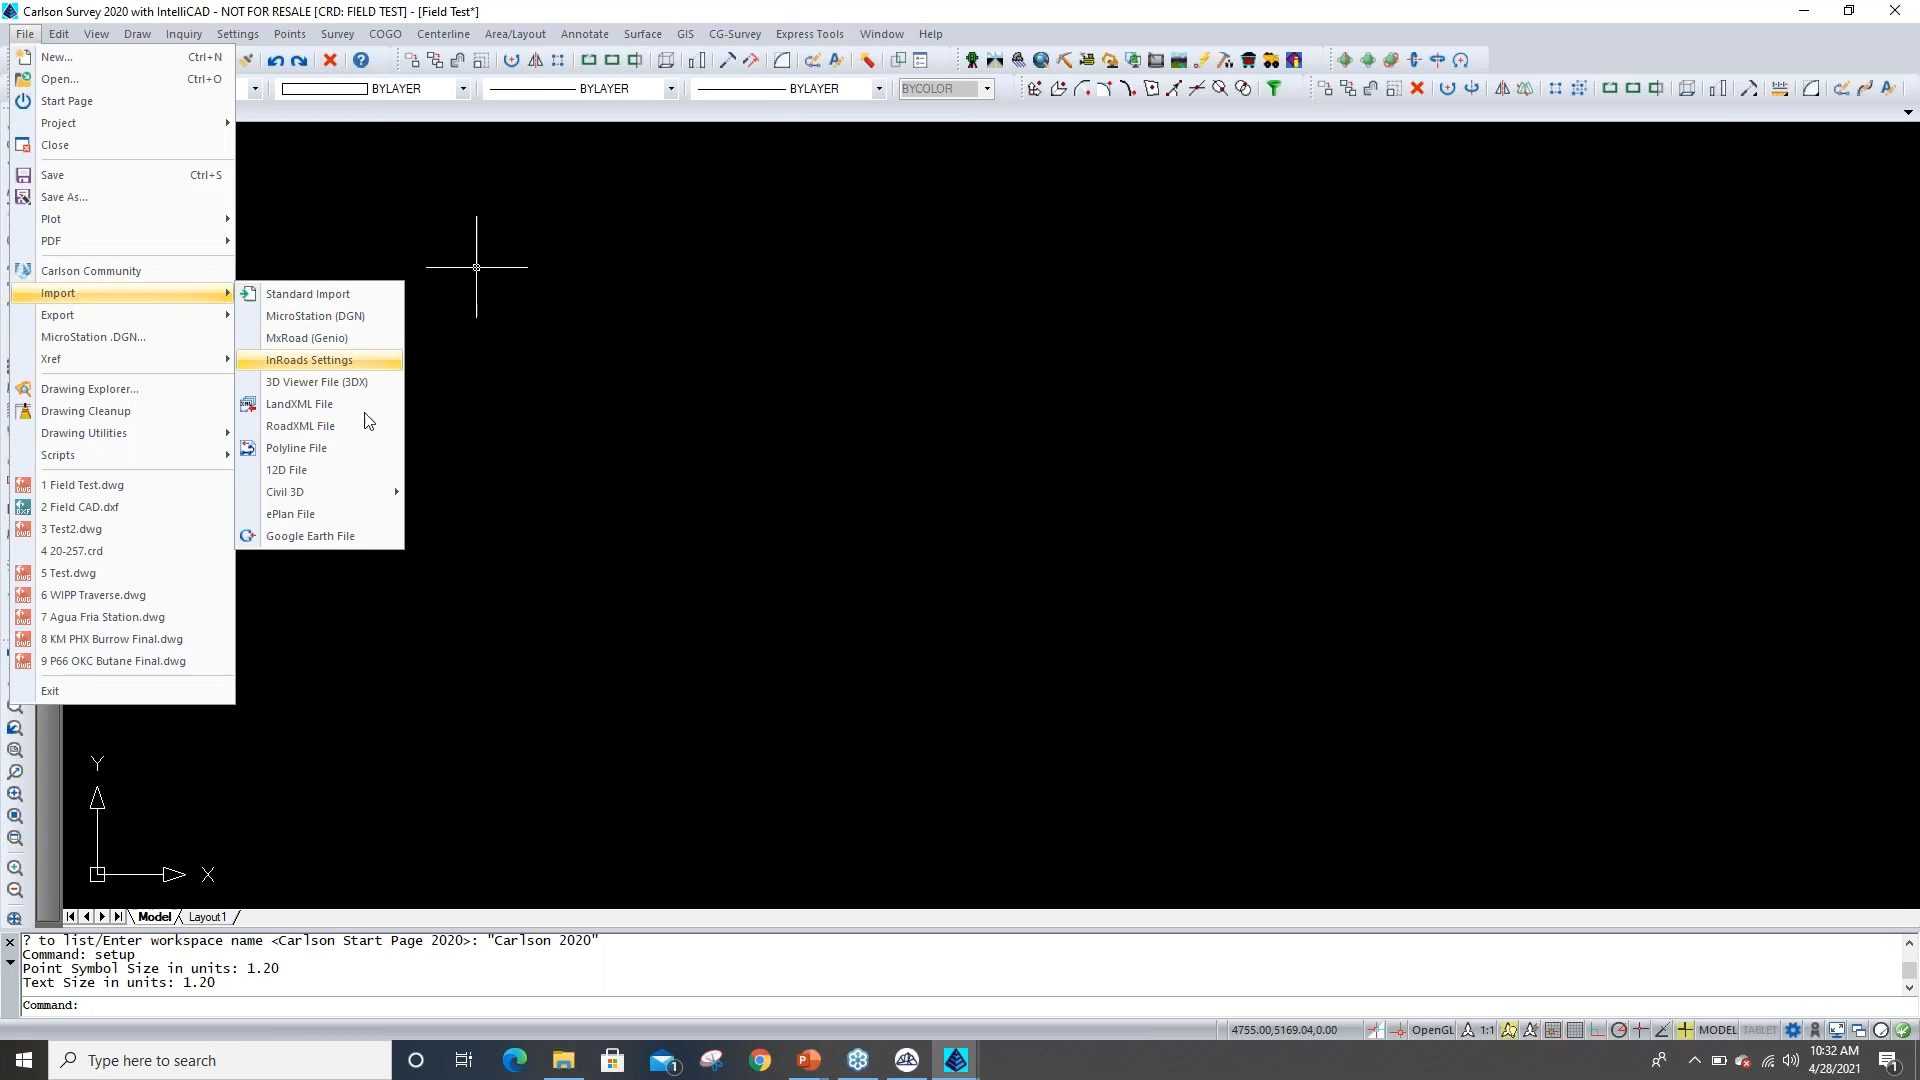 Carlson Survey 2020 with IntelliCAD - NOT FOR RESALE [CRD: FIELD TEST] - [Field Test*]
File Edit View Draw Inquiry Settings Points Survey COGO Centerline Area/Layout Annotate Surface GIS CG-Survey Express Tools Window Help
BYLAYER BYLAYER BYLAYER BYCOLOR
New... Ctrl+N
Open... Ctrl+O
Start Page
Project
Close
Save Ctrl+S
Save As...
Plot
PDF
Carlson Community
Import
Export
MicroStation .DGN...
Xref
Drawing Explorer...
Drawing Cleanup
Drawing Utilities
Scripts
1 Field Test.dwg
2 Field CAD.dxf
3 Test2.dwg
4 20-257.crd
5 Test.dwg
6 WIPP Traverse.dwg
7 Agua Fria Station.dwg
8 KM PHX Burrow Final.dwg
9 P66 OKC Butane Final.dwg
Exit
Standard Import
MicroStation (DGN)
MxRoad (Genio)
InRoads Settings
3D Viewer File (3DX)
LandXML File
RoadXML File
Polyline File
12D File
Civil 3D
ePlan File
Google Earth File
Y
X
Model Layout1
? to list/Enter workspace name <Carlson Start Page 2020>: "Carlson 2020"
Command: setup
Point Symbol Size in units: 1.20
Text Size in units: 1.20
Command:
4755.00,5169.04,0.00 OpenGL 1:1 MODEL TABLET
Type here to search
10:32 AM
4/28/2021